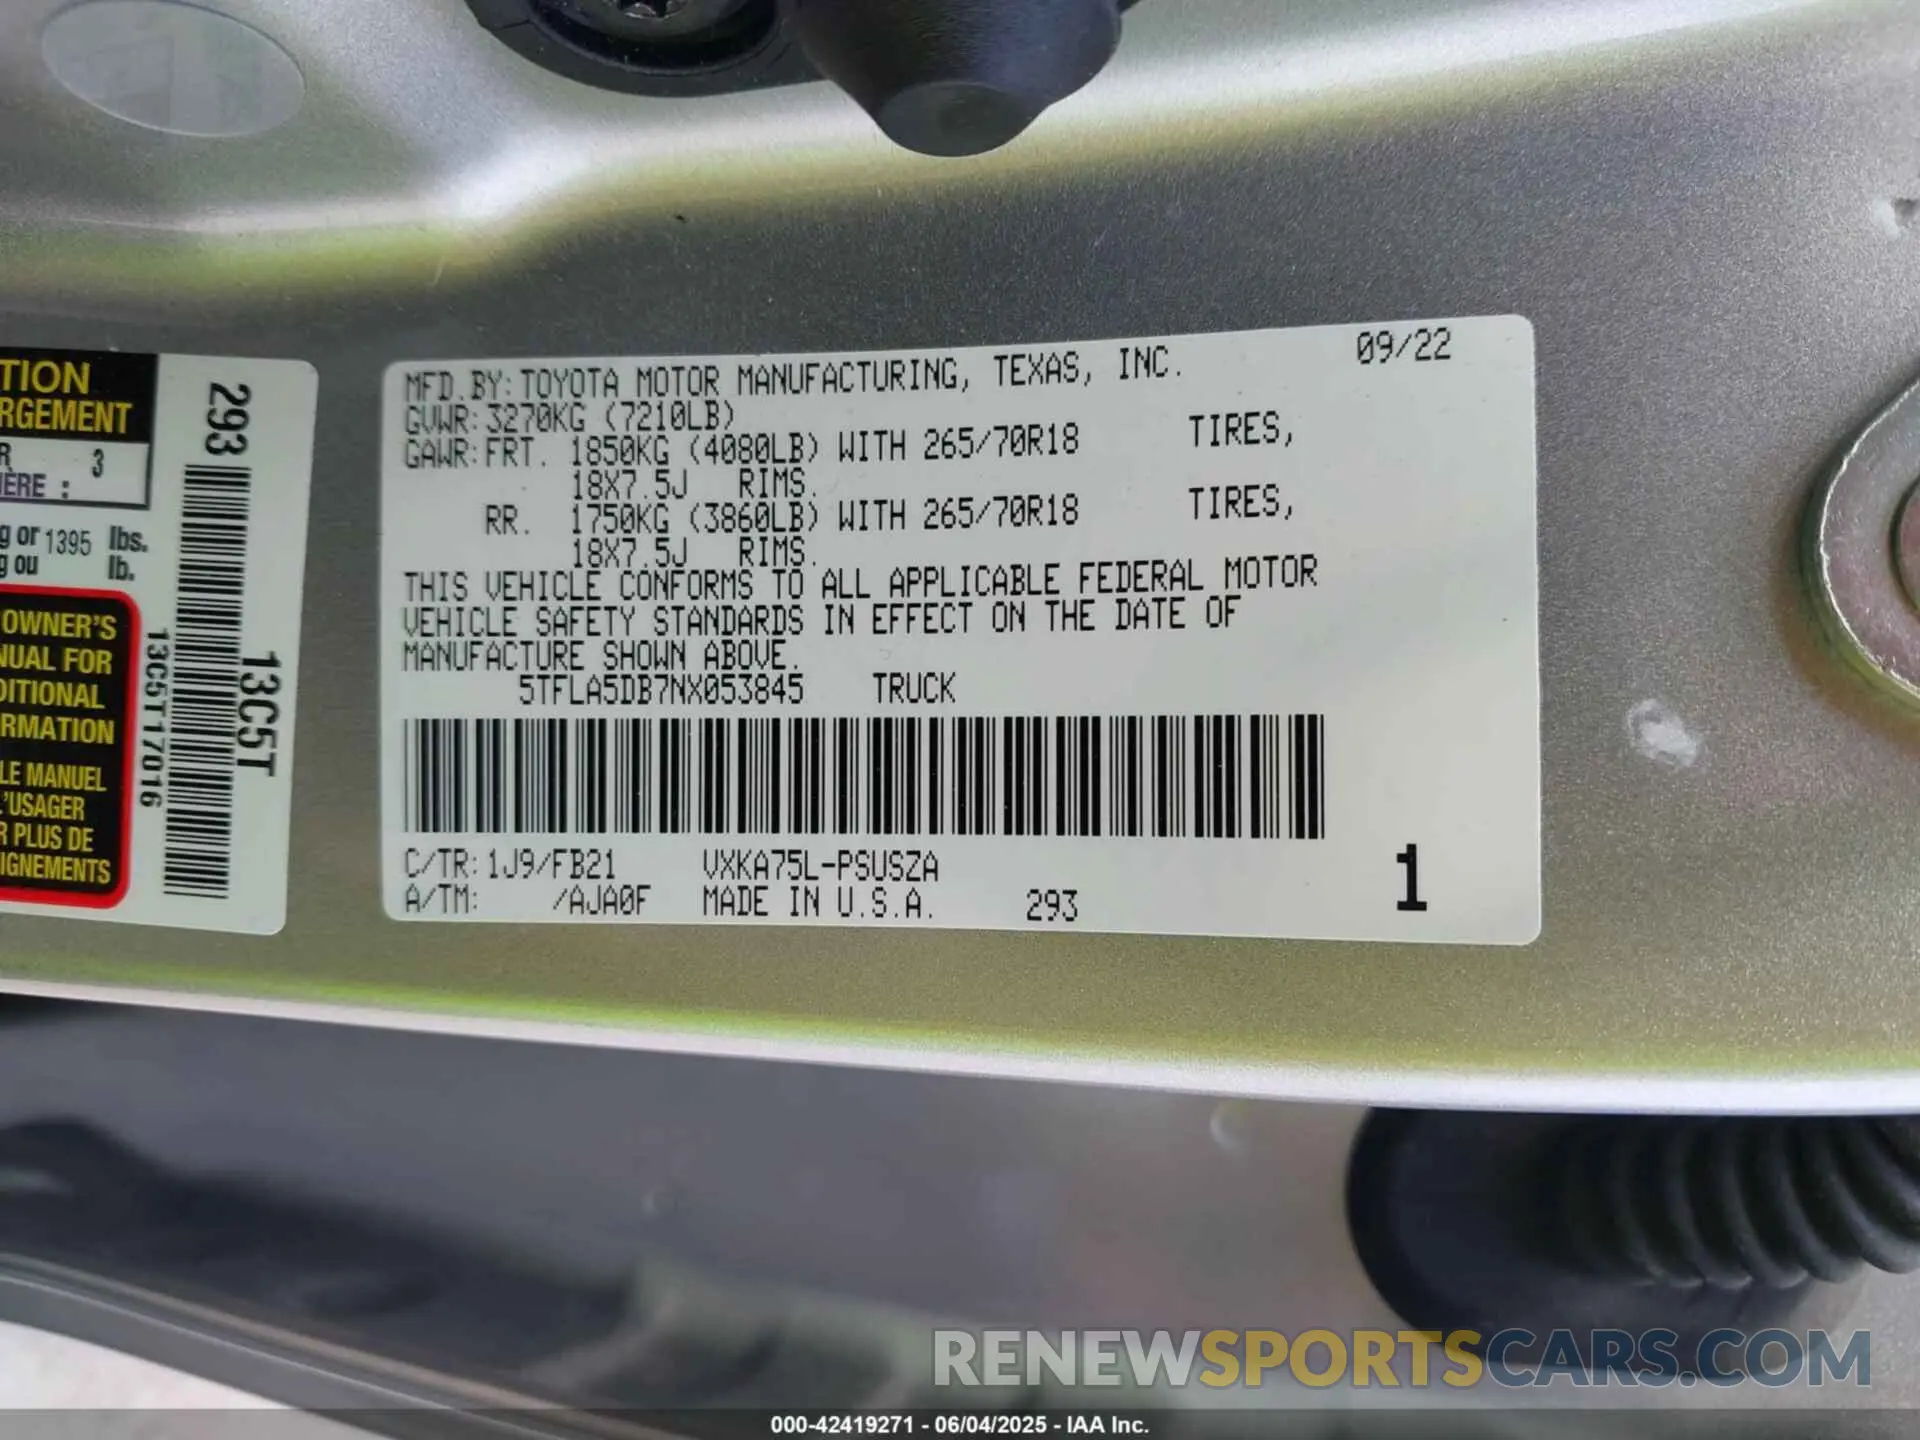 TION
RGEMENT
R 3
IÈRE :
g or 1395 lbs.
g ou lb.
OWNER'S
NUAL FOR
DITIONAL
RMATION
LE MANUEL
L'USAGER
R PLUS DE
IGNEMENTS
293
13C5T17016
13C5T
MFD.BY:TOYOTA MOTOR MANUFACTURING, TEXAS, INC. 09/22
GVWR:3270KG (7210LB)
GAWR:FRT. 1850KG (4080LB) WITH 265/70R18 TIRES,
18X7.5J RIMS.
RR. 1750KG (3860LB) WITH 265/70R18 TIRES,
18X7.5J RIMS.
THIS VEHICLE CONFORMS TO ALL APPLICABLE FEDERAL MOTOR
VEHICLE SAFETY STANDARDS IN EFFECT ON THE DATE OF
MANUFACTURE SHOWN ABOVE.
5TFLA5DB7NX053845 TRUCK
C/TR:1J9/FB21 VXKA75L-PSUSZA
A/TM: /AJA0F MADE IN U.S.A. 293 1
RENEWSPORTSCARS.COM
000-42419271 - 06/04/2025 - IAA Inc.